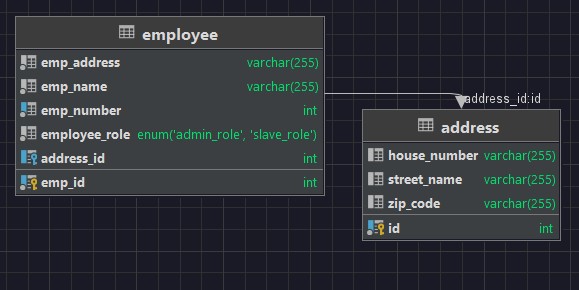 employee
emp_address varchar(255)
emp_name varchar(255)
emp_number int
employee_role enum('admin_role', 'slave_role')
address_id int
emp_id int
address_id:id
address
house_number varchar(255)
street_name varchar(255)
zip_code varchar(255)
id int